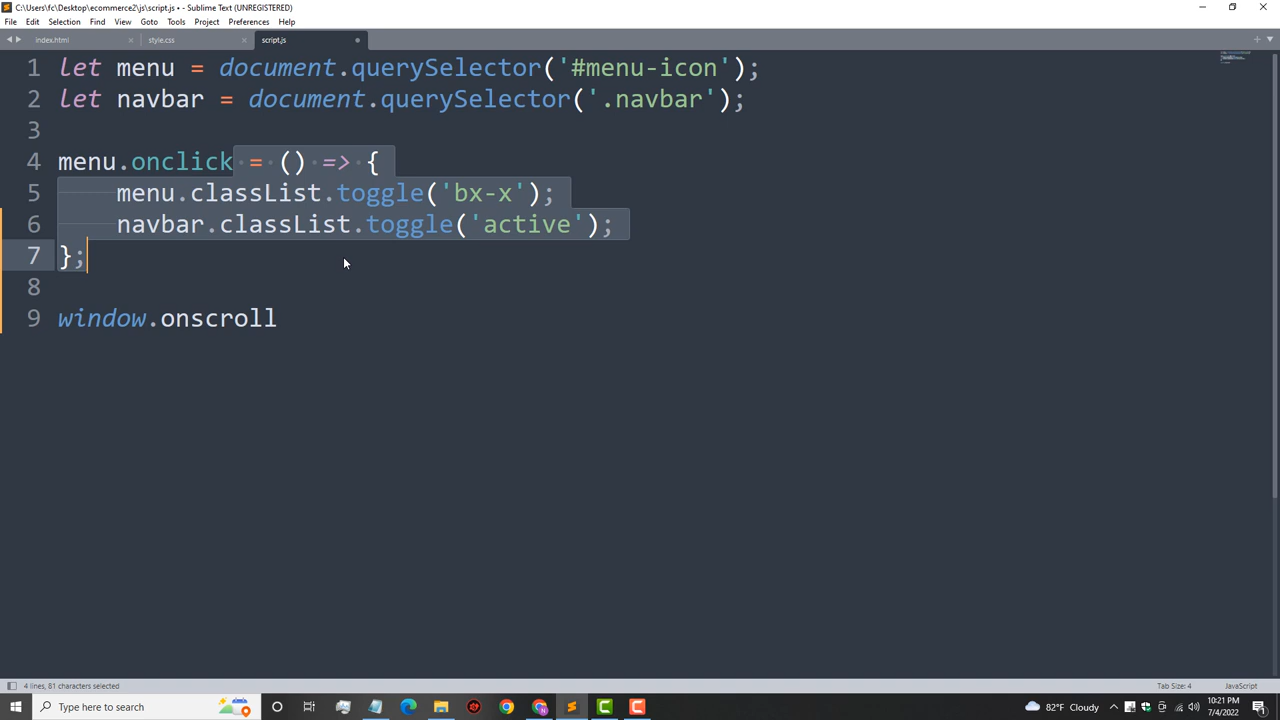 C:\Users\fc\Desktop\ecommerce2\js\script.js • - Sublime Text (UNREGISTERED)
File Edit Selection Find View Goto Tools Project Preferences Help
index.html style.css script.js
1 let menu = document.querySelector('#menu-icon');
2 let navbar = document.querySelector('.navbar');
3
4 menu.onclick = () => {
5 menu.classList.toggle('bx-x');
6 navbar.classList.toggle('active');
7 };
8
9 window.onscroll
4 lines, 81 characters selected Tab Size: 4 JavaScript
Type here to search 82°F Cloudy 10:21 PM
7/4/2022